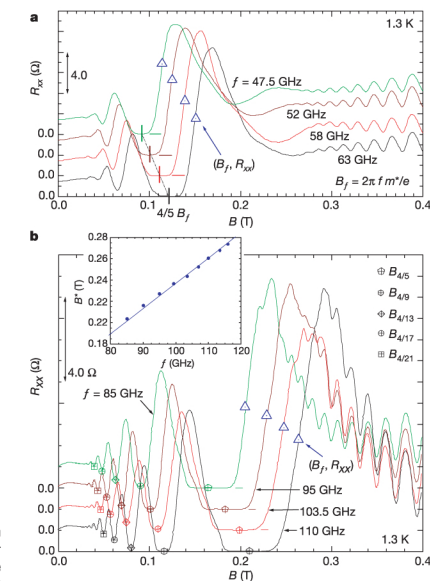 a
1.3 K
R_xx (Ω)
4.0
f = 47.5 GHz
52 GHz
58 GHz
63 GHz
(B_f, R_xx)
B_f = 2π f m*/e
0.0
0.0
0.0
0.0
0.0 0.1 0.2 0.3 0.4
4/5 B_f
B (T)
b
0.28
0.26
0.24
0.22
0.20
0.18
B* (T)
80 90 100 110 120
f (GHz)
B_4/5
B_4/9
B_4/13
B_4/17
B_4/21
R_XX (Ω)
4.0 Ω
f = 85 GHz
(B_f, R_XX)
95 GHz
103.5 GHz
110 GHz
0.0
0.0
0.0
0.0
1.3 K
0.0 0.1 0.2 0.3 0.4
B (T)